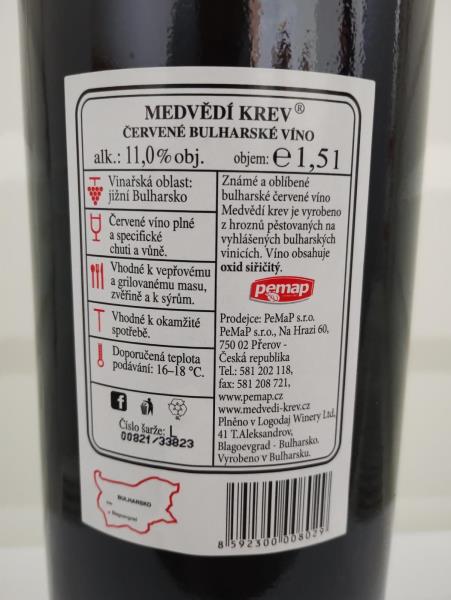 MEDVĚDÍ KREV®
ČERVENÉ BULHARSKÉ VÍNO
alk.: 11,0% obj. objem: ℮ 1,5 l
Vinařská oblast:
jižní Bulharsko
Červené víno plné
a specifické
chuti a vůně.
Vhodné k vepřovému
a grilovanému masu,
zvěřině a k sýrům.
Vhodné k okamžité
spotřebě.
Doporučená teplota
podávání: 16–18 °C.
Číslo šarže: L
00821/33823
Známé a oblíbené
bulharské červené víno
Medvědí krev je vyrobeno
z hroznů pěstovaných na
vyhlášených bulharských
vinicích. Víno obsahuje
oxid siřičitý.
pemap
Prodejce: PeMaP s.r.o.
PeMaP s.r.o., Na Hrazi 60,
750 02 Přerov -
Česká republika
Tel.: 581 202 118,
fax: 581 208 721,
www.pemap.cz
www.medvedi-krev.cz
Plněno v Logodaj Winery Ltd,
41 T.Aleksandrov,
Blagoevgrad - Bulharsko.
Vyrobeno v Bulharsku.
BULHARSKO
Blagoevgrad
8 592300 008029